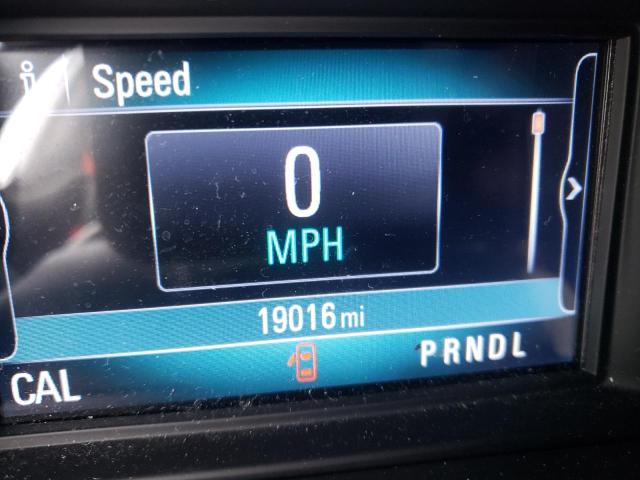 i Speed
0
MPH
19016 mi
PRNDL
CAL